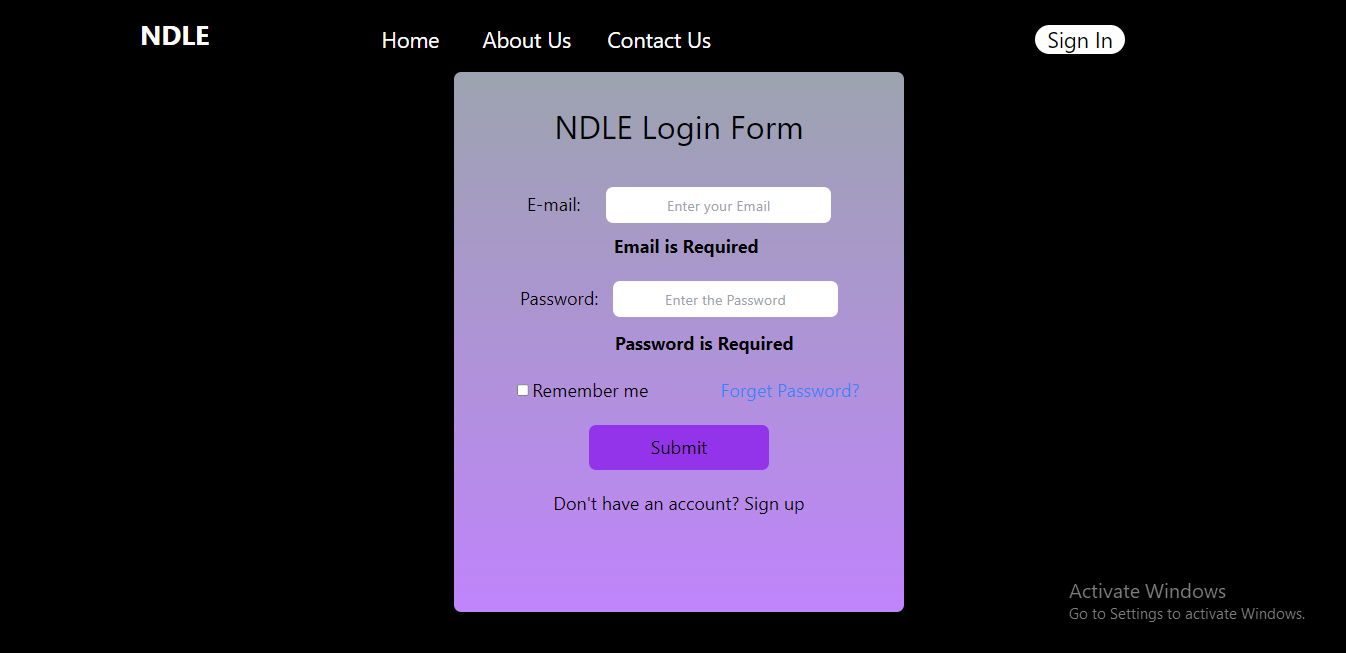 NDLE Home About Us Contact Us Sign In
NDLE Login Form
E-mail: Enter your Email
Email is Required
Password: Enter the Password
Password is Required
Remember me Forget Password?
Submit
Don't have an account? Sign up
Activate Windows
Go to Settings to activate Windows.